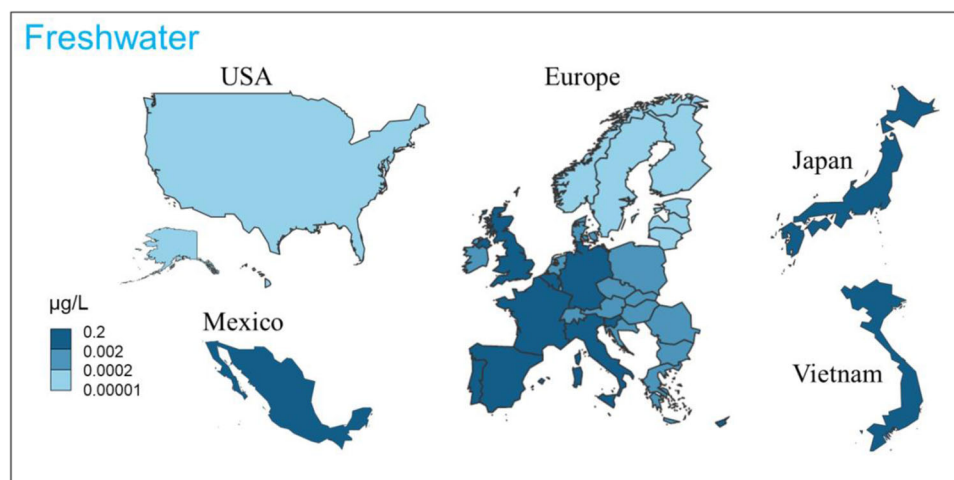 Freshwater
USA
Europe
Japan
µg/L
0.2
0.002
0.0002
0.00001
Mexico
Vietnam